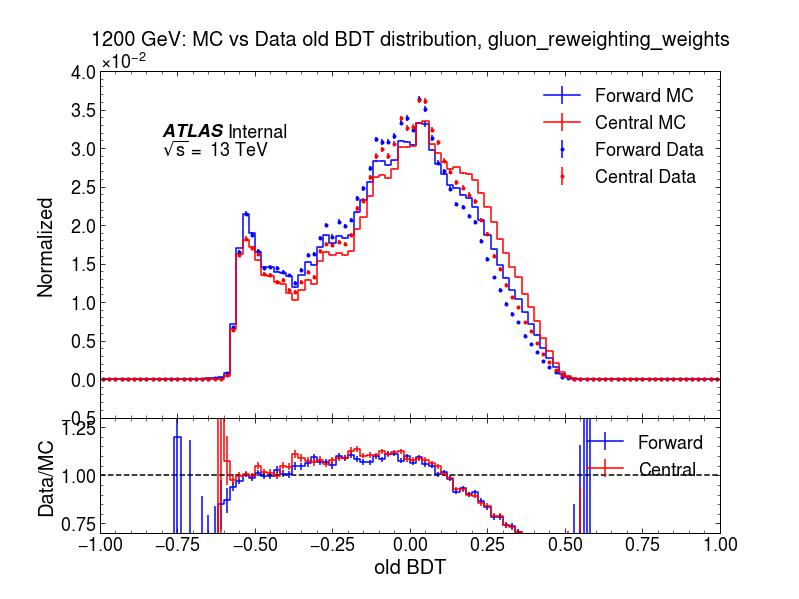 1200 GeV: MC vs Data old BDT distribution, gluon_reweighting_weights
×10⁻²
4.0
3.5
3.0
2.5
2.0
1.5
1.0
0.5
0.0
Normalized
ATLAS Internal
√s = 13 TeV
Forward MC
Central MC
Forward Data
Central Data
−0.5
1.25
1.00
0.75
Data/MC
Forward
Central
−1.00 −0.75 −0.50 −0.25 0.00 0.25 0.50 0.75 1.00
old BDT